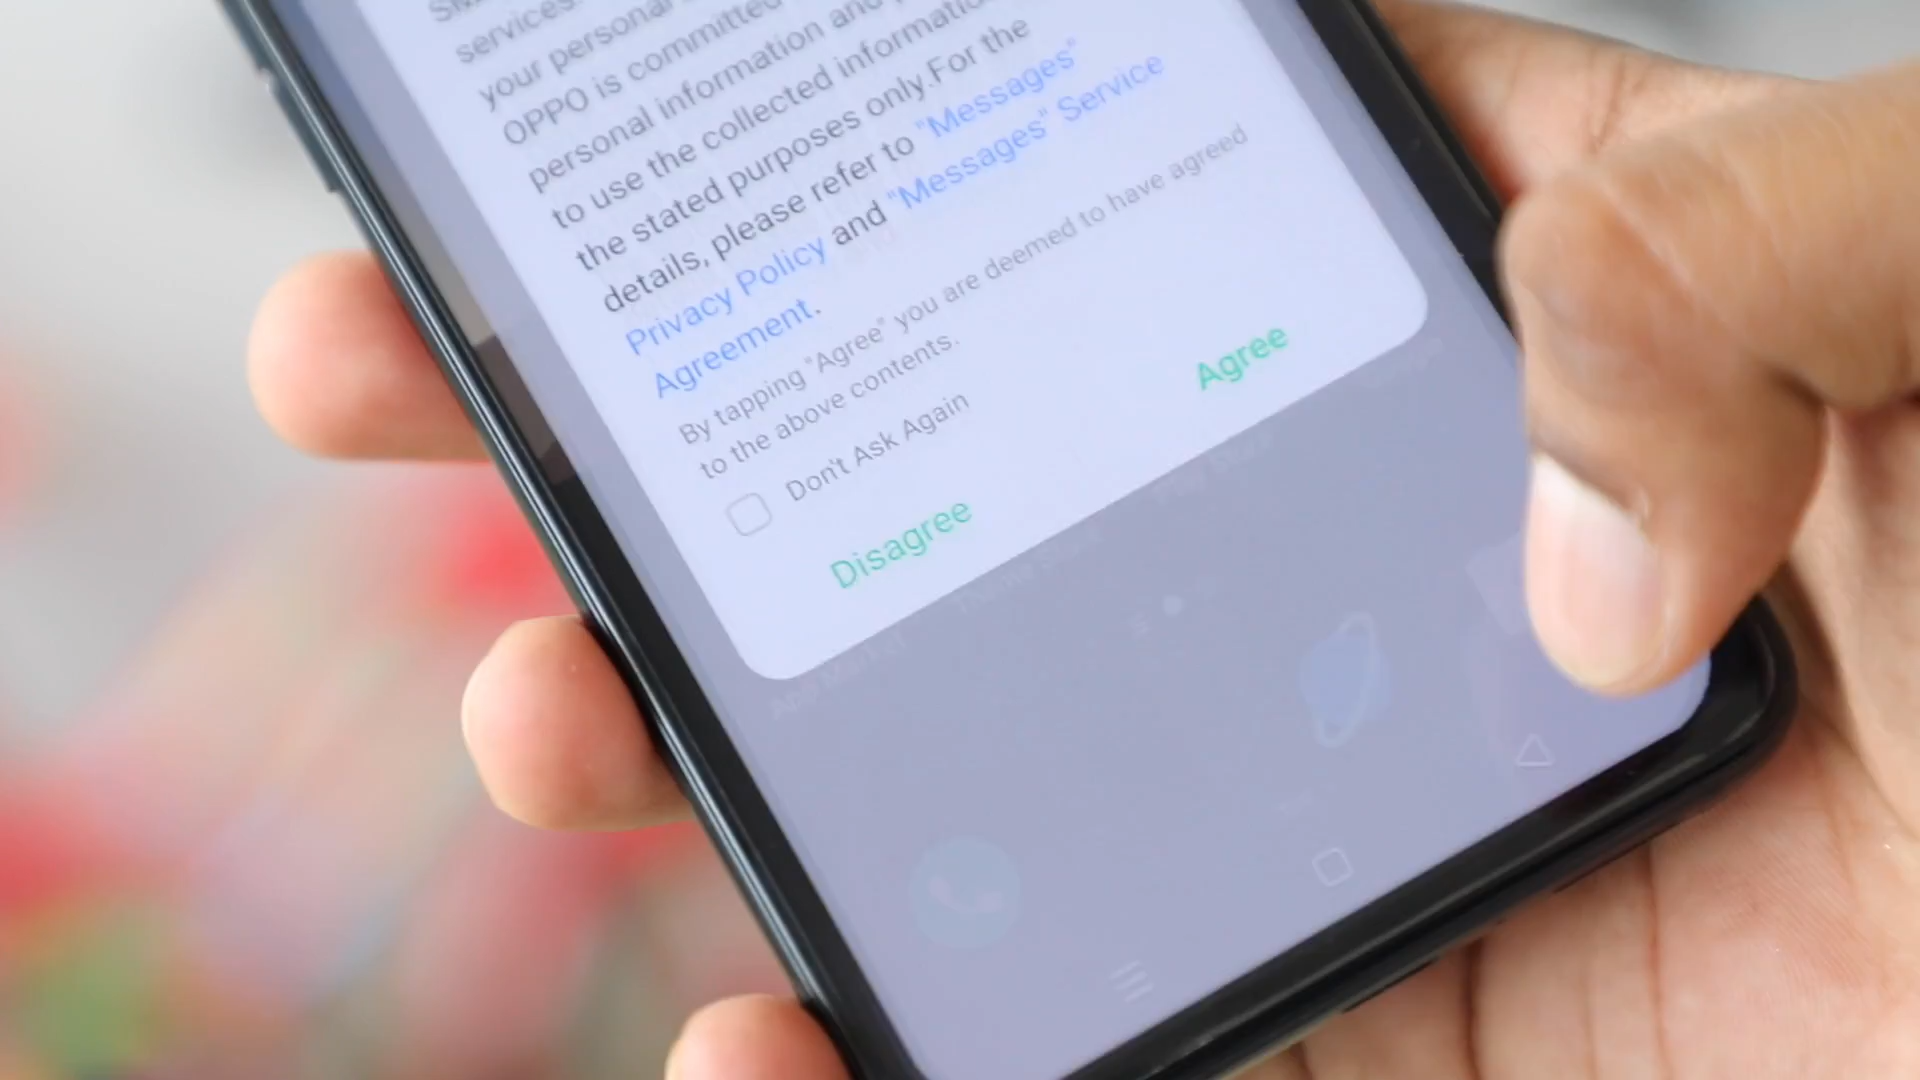 services.
your personal
OPPO is committed
personal information and
to use the collected information
the stated purposes only.For the
details, please refer to "Messages"
Privacy Policy and "Messages" Service
Agreement.
By tapping "Agree" you are deemed to have agreed
to the above contents.
Don't Ask Again
Disagree
Agree